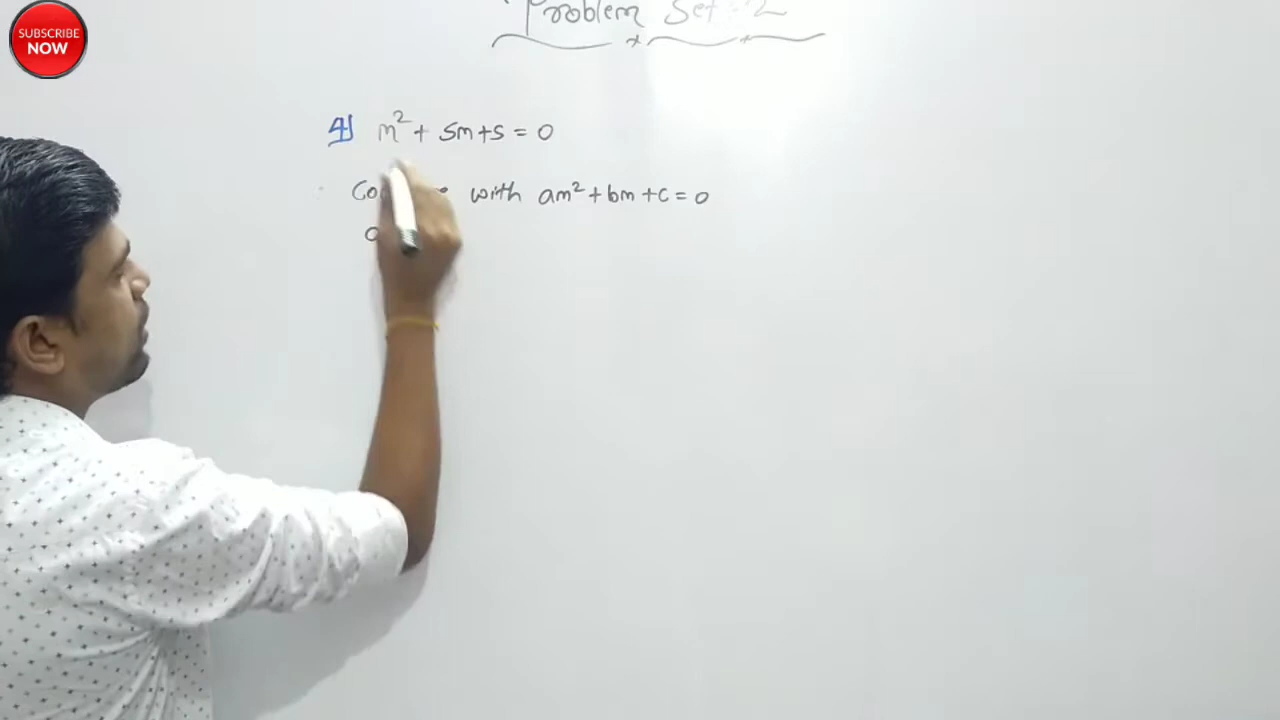 SUBSCRIBE
NOW
Problem Set - 2
4] m² + 5m + 5 = 0
with am² + bm + c = 0
a